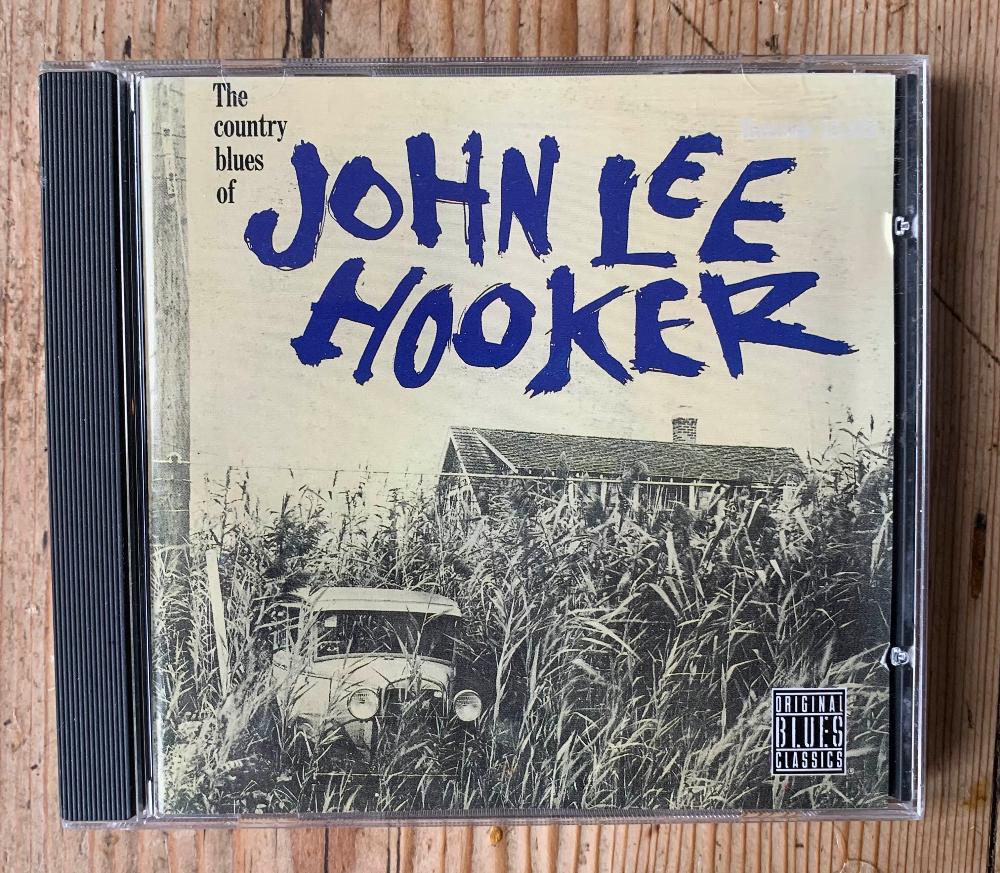 The
country
blues
of
JOHN LEE
HOOKER
ORIGINAL
BLUES
CLASSICS